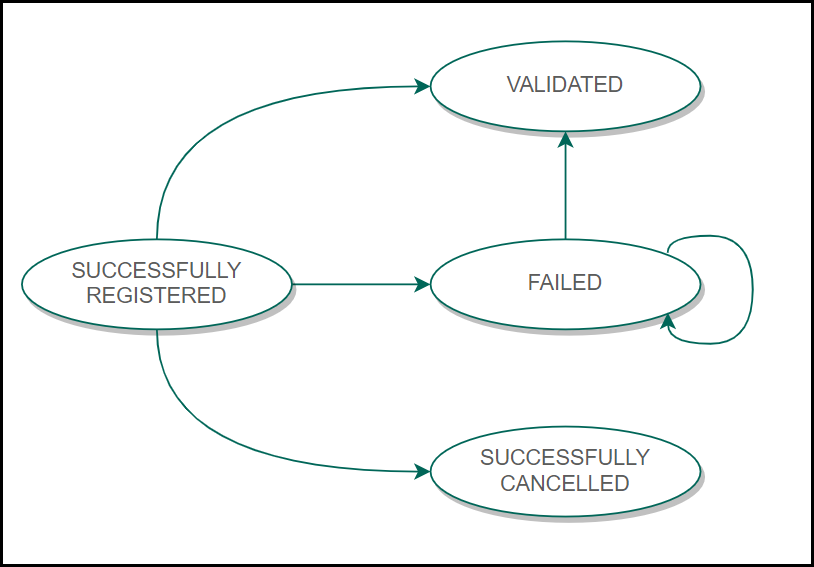 VALIDATED
SUCCESSFULLY
REGISTERED
FAILED
SUCCESSFULLY
CANCELLED